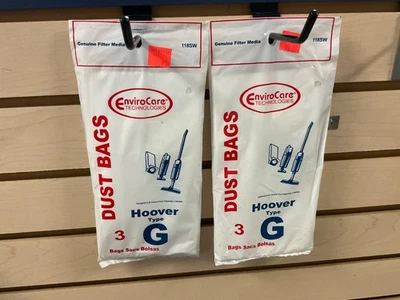 Genuine Filter Media
118SW
EnviroCare
TECHNOLOGIES
DUST BAGS
Hoover
Type
3 G
Bags Sacs Bolsas
Genuine Filter Media
118SW
EnviroCare
TECHNOLOGIES
DUST BAGS
Hoover
Type
3 G
Bags Sacs Bolsas